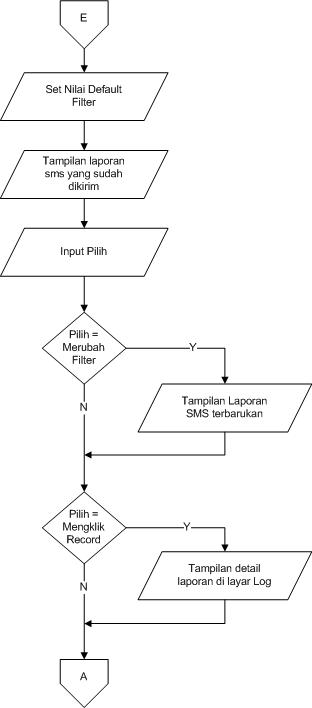 E
Set Nilai Default
Filter
Tampilan laporan
sms yang sudah
dikirim
Input Pilih
Pilih =
Merubah
Filter
Y
Tampilan Laporan
SMS terbarukan
N
Pilih =
Mengklik
Record
Y
Tampilan detail
laporan di layar Log
N
A